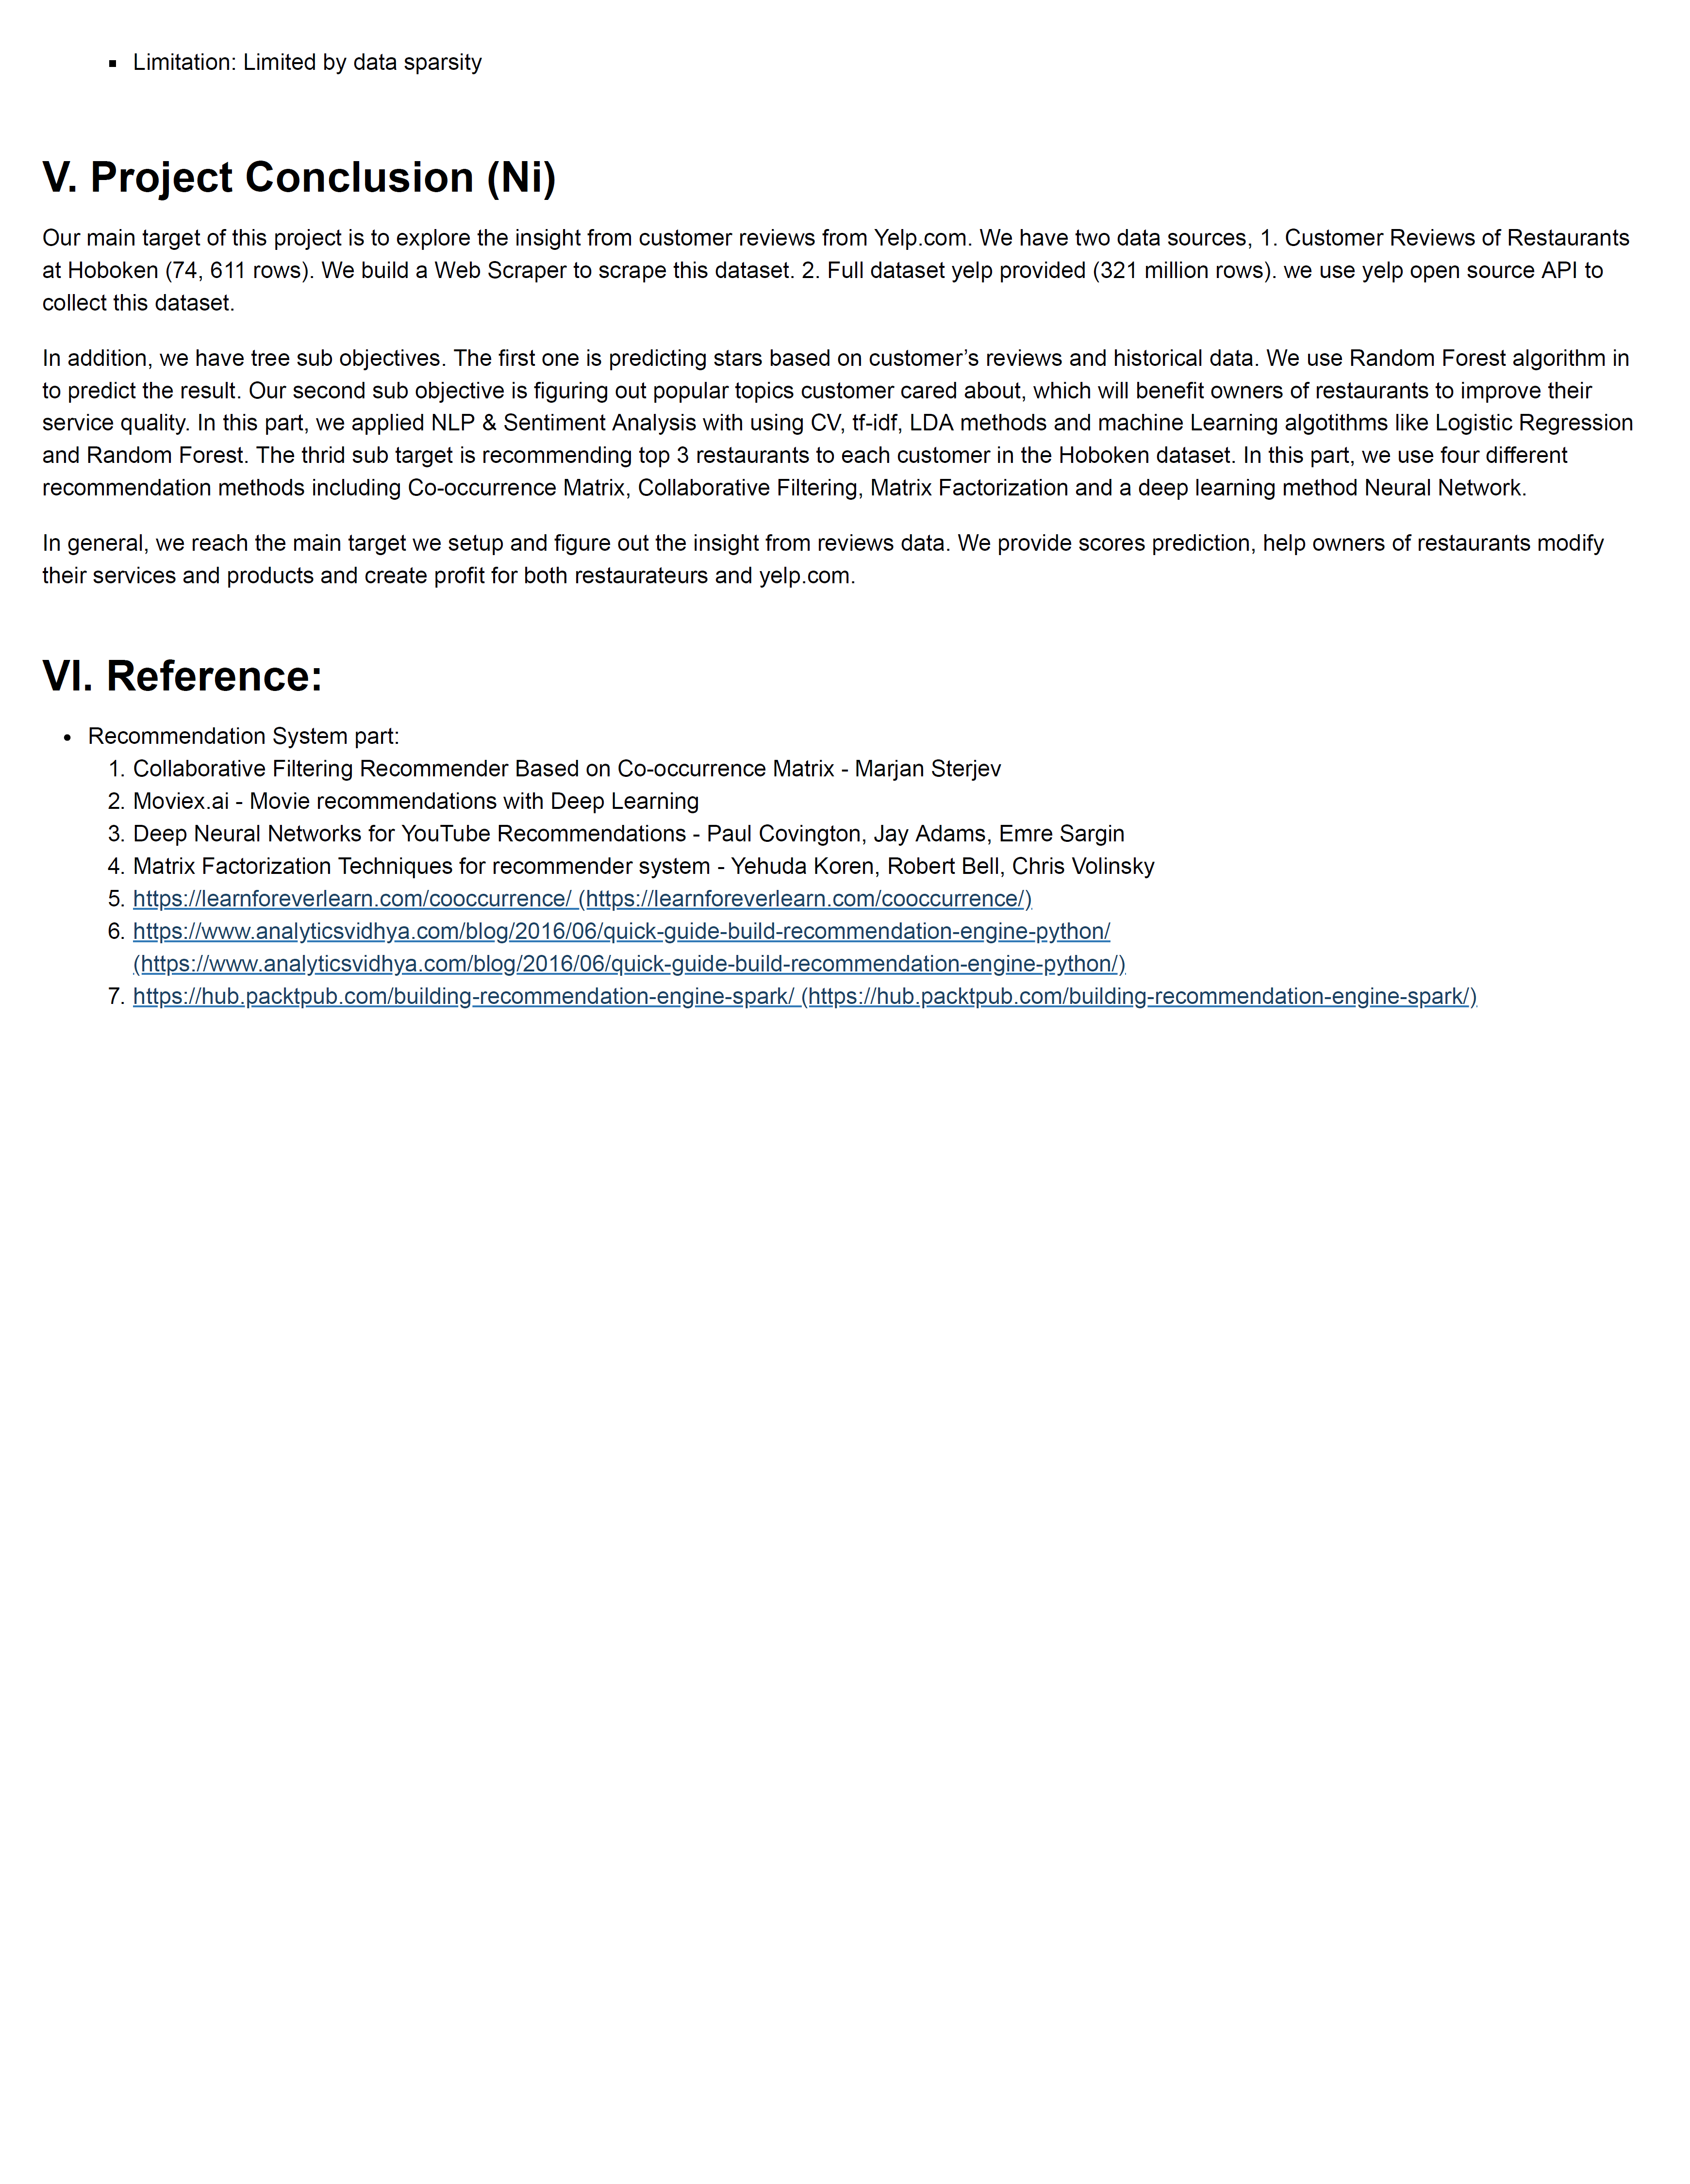 ▪ Limitation: Limited by data sparsity
V. Project Conclusion (Ni)
Our main target of this project is to explore the insight from customer reviews from Yelp.com. We have two data sources, 1. Customer Reviews of Restaurants
at Hoboken (74, 611 rows). We build a Web Scraper to scrape this dataset. 2. Full dataset yelp provided (321 million rows). we use yelp open source API to
collect this dataset.
In addition, we have tree sub objectives. The first one is predicting stars based on customer’s reviews and historical data. We use Random Forest algorithm in
to predict the result. Our second sub objective is figuring out popular topics customer cared about, which will benefit owners of restaurants to improve their
service quality. In this part, we applied NLP & Sentiment Analysis with using CV, tf-idf, LDA methods and machine Learning algotithms like Logistic Regression
and Random Forest. The thrid sub target is recommending top 3 restaurants to each customer in the Hoboken dataset. In this part, we use four different
recommendation methods including Co-occurrence Matrix, Collaborative Filtering, Matrix Factorization and a deep learning method Neural Network.
In general, we reach the main target we setup and figure out the insight from reviews data. We provide scores prediction, help owners of restaurants modify
their services and products and create profit for both restaurateurs and yelp.com.
VI. Reference:
• Recommendation System part:
1. Collaborative Filtering Recommender Based on Co-occurrence Matrix - Marjan Sterjev
2. Moviex.ai - Movie recommendations with Deep Learning
3. Deep Neural Networks for YouTube Recommendations - Paul Covington, Jay Adams, Emre Sargin
4. Matrix Factorization Techniques for recommender system - Yehuda Koren, Robert Bell, Chris Volinsky
5. https://learnforeverlearn.com/cooccurrence/ (https://learnforeverlearn.com/cooccurrence/)
6. https://www.analyticsvidhya.com/blog/2016/06/quick-guide-build-recommendation-engine-python/
(https://www.analyticsvidhya.com/blog/2016/06/quick-guide-build-recommendation-engine-python/)
7. https://hub.packtpub.com/building-recommendation-engine-spark/ (https://hub.packtpub.com/building-recommendation-engine-spark/)